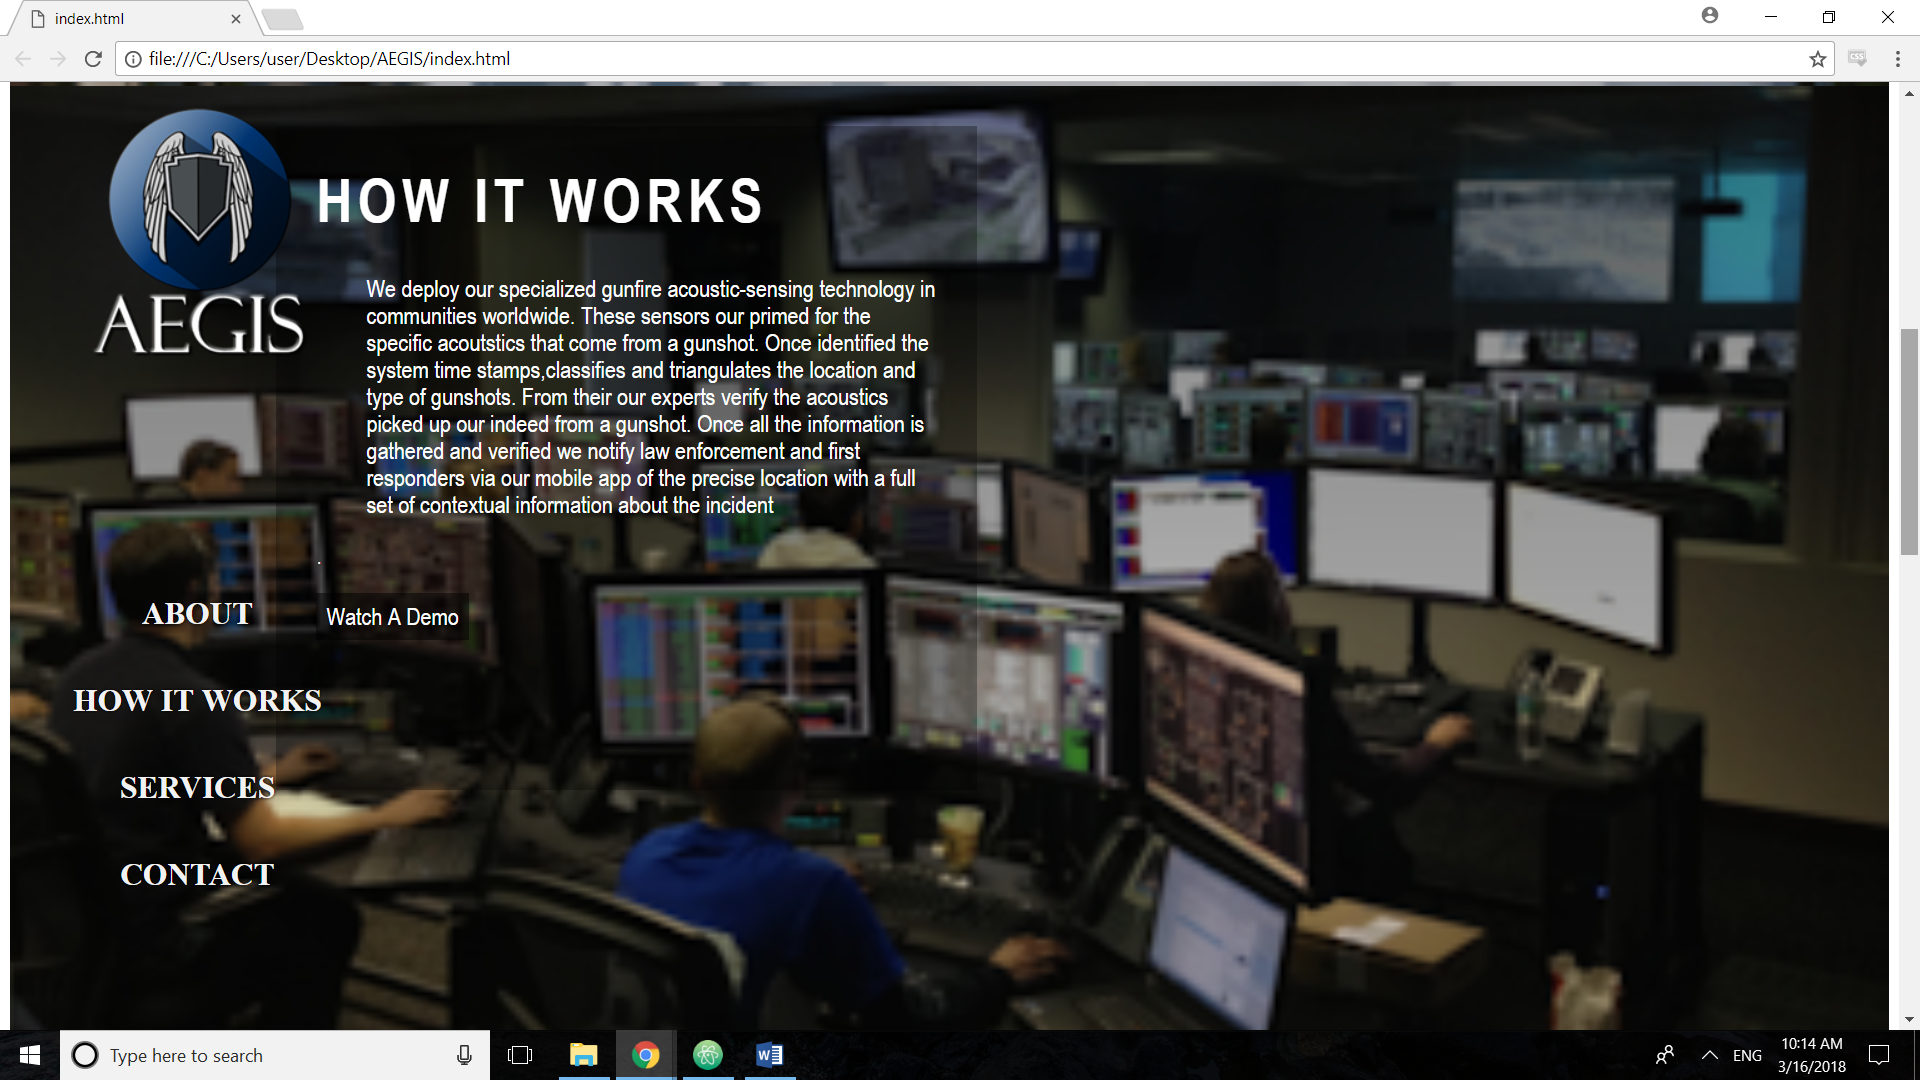 index.html
file:///C:/Users/user/Desktop/AEGIS/index.html
AEGIS
HOW IT WORKS
We deploy our specialized gunfire acoustic-sensing technology in
communities worldwide. These sensors our primed for the
specific acoutstics that come from a gunshot. Once identified the
system time stamps,classifies and triangulates the location and
type of gunshots. From their our experts verify the acoustics
picked up our indeed from a gunshot. Once all the information is
gathered and verified we notify law enforcement and first
responders via our mobile app of the precise location with a full
set of contextual information about the incident
.
Watch A Demo
ABOUT
HOW IT WORKS
SERVICES
CONTACT
Type here to search
ENG
10:14 AM
3/16/2018